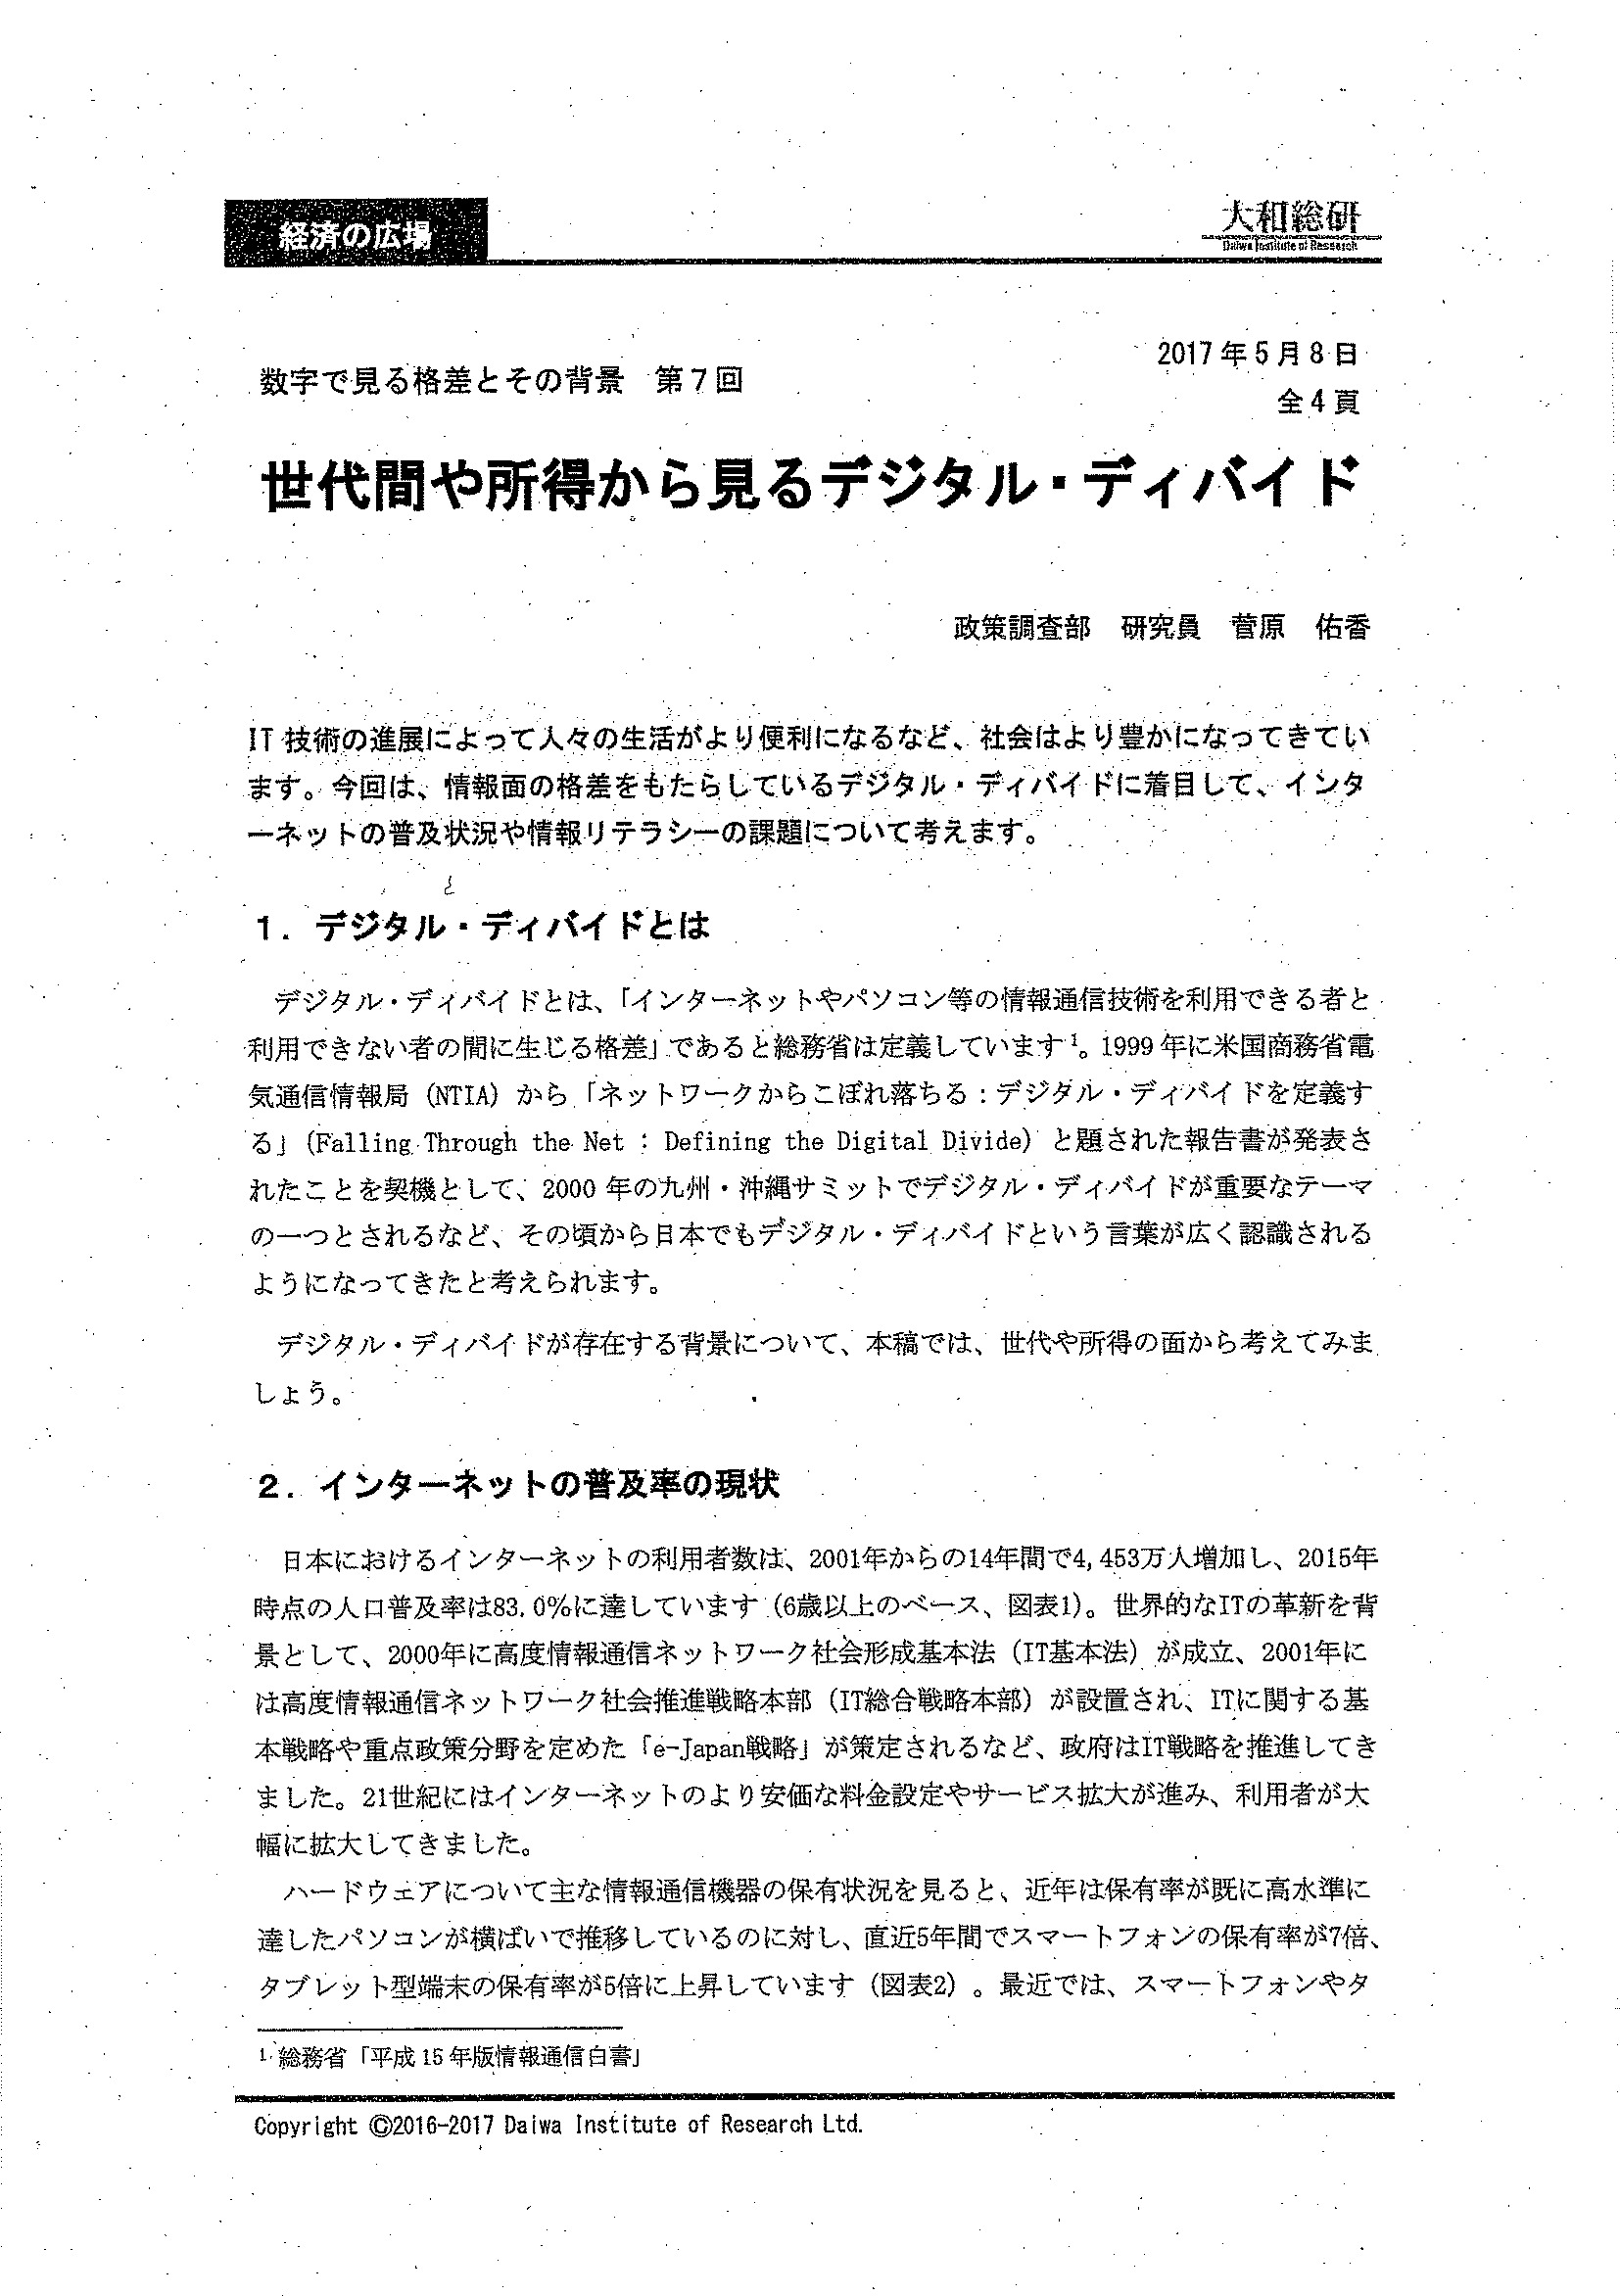 経済の広場
大和総研
Daiwa Institute of Research
2017年5月8日
数字で見る格差とその背景　第7回
全4頁
世代間や所得から見るデジタル・ディバイド
政策調査部　研究員　菅原　佑香
IT技術の進展によって人々の生活がより便利になるなど、社会はより豊かになってきてい
ます。今回は、情報面の格差をもたらしているデジタル・ディバイドに着目して、インタ
ーネットの普及状況や情報リテラシーの課題について考えます。
1．デジタル・ディバイドとは
デジタル・ディバイドとは、「インターネットやパソコン等の情報通信技術を利用できる者と
利用できない者の間に生じる格差」であると総務省は定義しています¹。1999年に米国商務省電
気通信情報局（NTIA）から「ネットワークからこぼれ落ちる：デジタル・ディバイドを定義す
る」（Falling Through the Net : Defining the Digital Divide）と題された報告書が発表さ
れたことを契機として、2000年の九州・沖縄サミットでデジタル・ディバイドが重要なテーマ
の一つとされるなど、その頃から日本でもデジタル・ディバイドという言葉が広く認識される
ようになってきたと考えられます。
デジタル・ディバイドが存在する背景について、本稿では、世代や所得の面から考えてみま
しょう。
2．インターネットの普及率の現状
日本におけるインターネットの利用者数は、2001年からの14年間で4,453万人増加し、2015年
時点の人口普及率は83.0%に達しています（6歳以上のベース、図表1）。世界的なITの革新を背
景として、2000年に高度情報通信ネットワーク社会形成基本法（IT基本法）が成立、2001年に
は高度情報通信ネットワーク社会推進戦略本部（IT総合戦略本部）が設置され、ITに関する基
本戦略や重点政策分野を定めた「e-Japan戦略」が策定されるなど、政府はIT戦略を推進してき
ました。21世紀にはインターネットのより安価な料金設定やサービス拡大が進み、利用者が大
幅に拡大してきました。
ハードウェアについて主な情報通信機器の保有状況を見ると、近年は保有率が既に高水準に
達したパソコンが横ばいで推移しているのに対し、直近5年間でスマートフォンの保有率が7倍、
タブレット型端末の保有率が5倍に上昇しています（図表2）。最近では、スマートフォンやタ
¹ 総務省「平成15年版情報通信白書」
Copyright ©2016-2017 Daiwa Institute of Research Ltd.